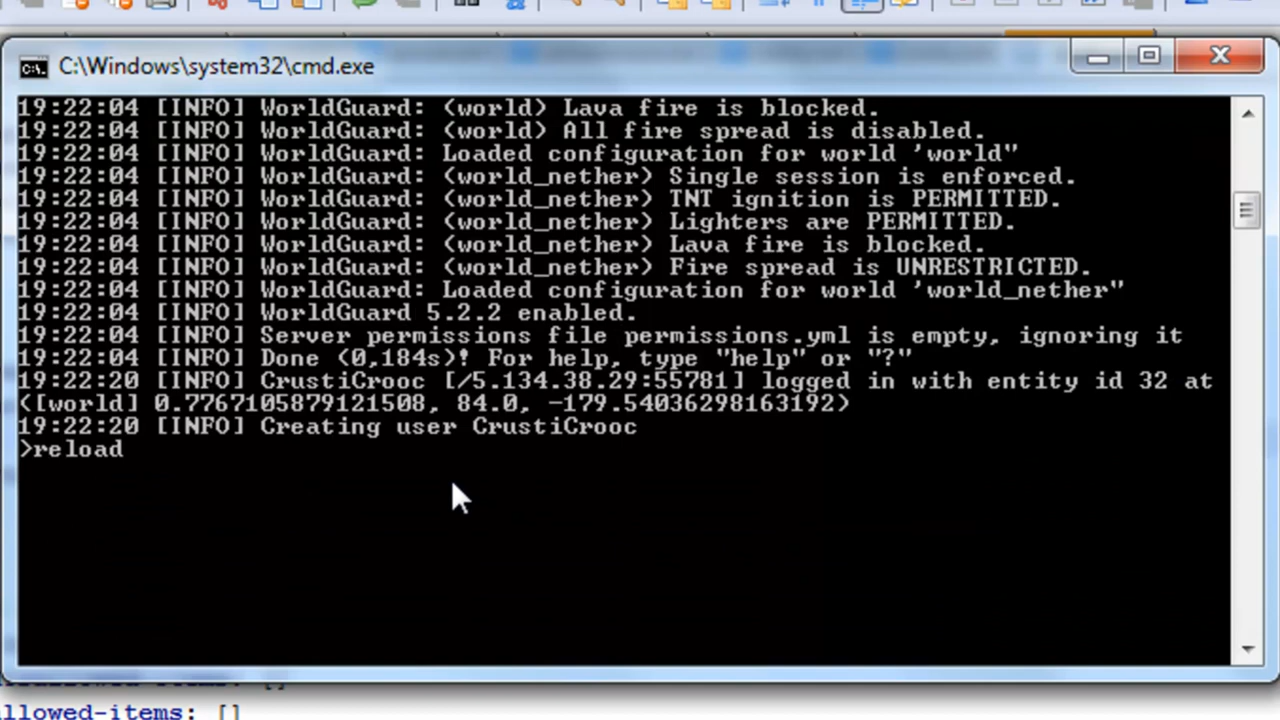 C:\Windows\system32\cmd.exe
19:22:04 [INFO] WorldGuard: (world) Lava fire is blocked.
19:22:04 [INFO] WorldGuard: (world) All fire spread is disabled.
19:22:04 [INFO] WorldGuard: Loaded configuration for world 'world"
19:22:04 [INFO] WorldGuard: (world_nether) Single session is enforced.
19:22:04 [INFO] WorldGuard: (world_nether) TNT ignition is PERMITTED.
19:22:04 [INFO] WorldGuard: (world_nether) Lighters are PERMITTED.
19:22:04 [INFO] WorldGuard: (world_nether) Lava fire is blocked.
19:22:04 [INFO] WorldGuard: (world_nether) Fire spread is UNRESTRICTED.
19:22:04 [INFO] WorldGuard: Loaded configuration for world 'world_nether"
19:22:04 [INFO] WorldGuard 5.2.2 enabled.
19:22:04 [INFO] Server permissions file permissions.yml is empty, ignoring it
19:22:04 [INFO] Done (0,184s)! For help, type "help" or "?"
19:22:20 [INFO] CrustiCrooc [/5.134.38.29:55781] logged in with entity id 32 at
([world] 0.7767105879121508, 84.0, -179.54036298163192)
19:22:20 [INFO] Creating user CrustiCrooc
>reload
allowed-items: []